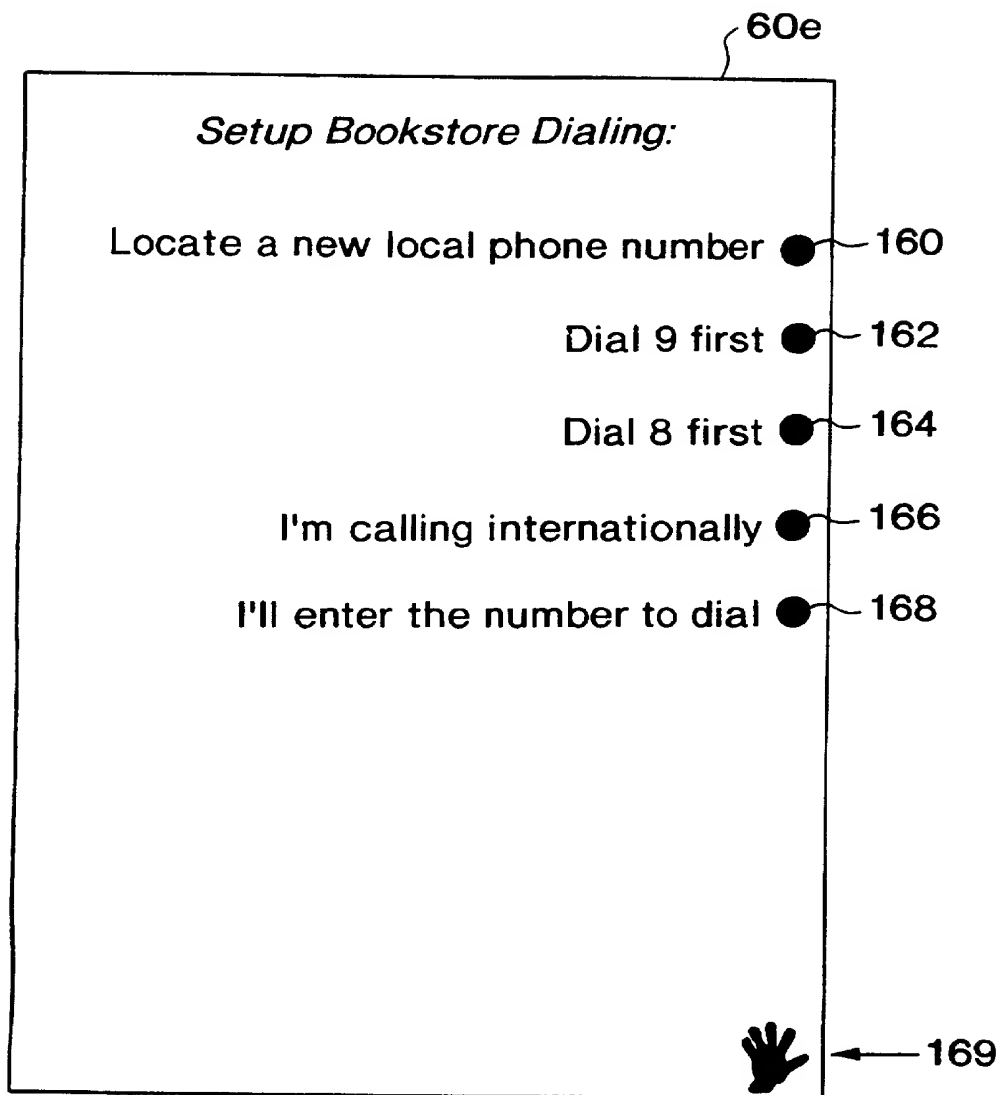 60e
Setup Bookstore Dialing:
Locate a new local phone number 160
Dial 9 first 162
Dial 8 first 164
I'm calling internationally 166
I'll enter the number to dial 168
169